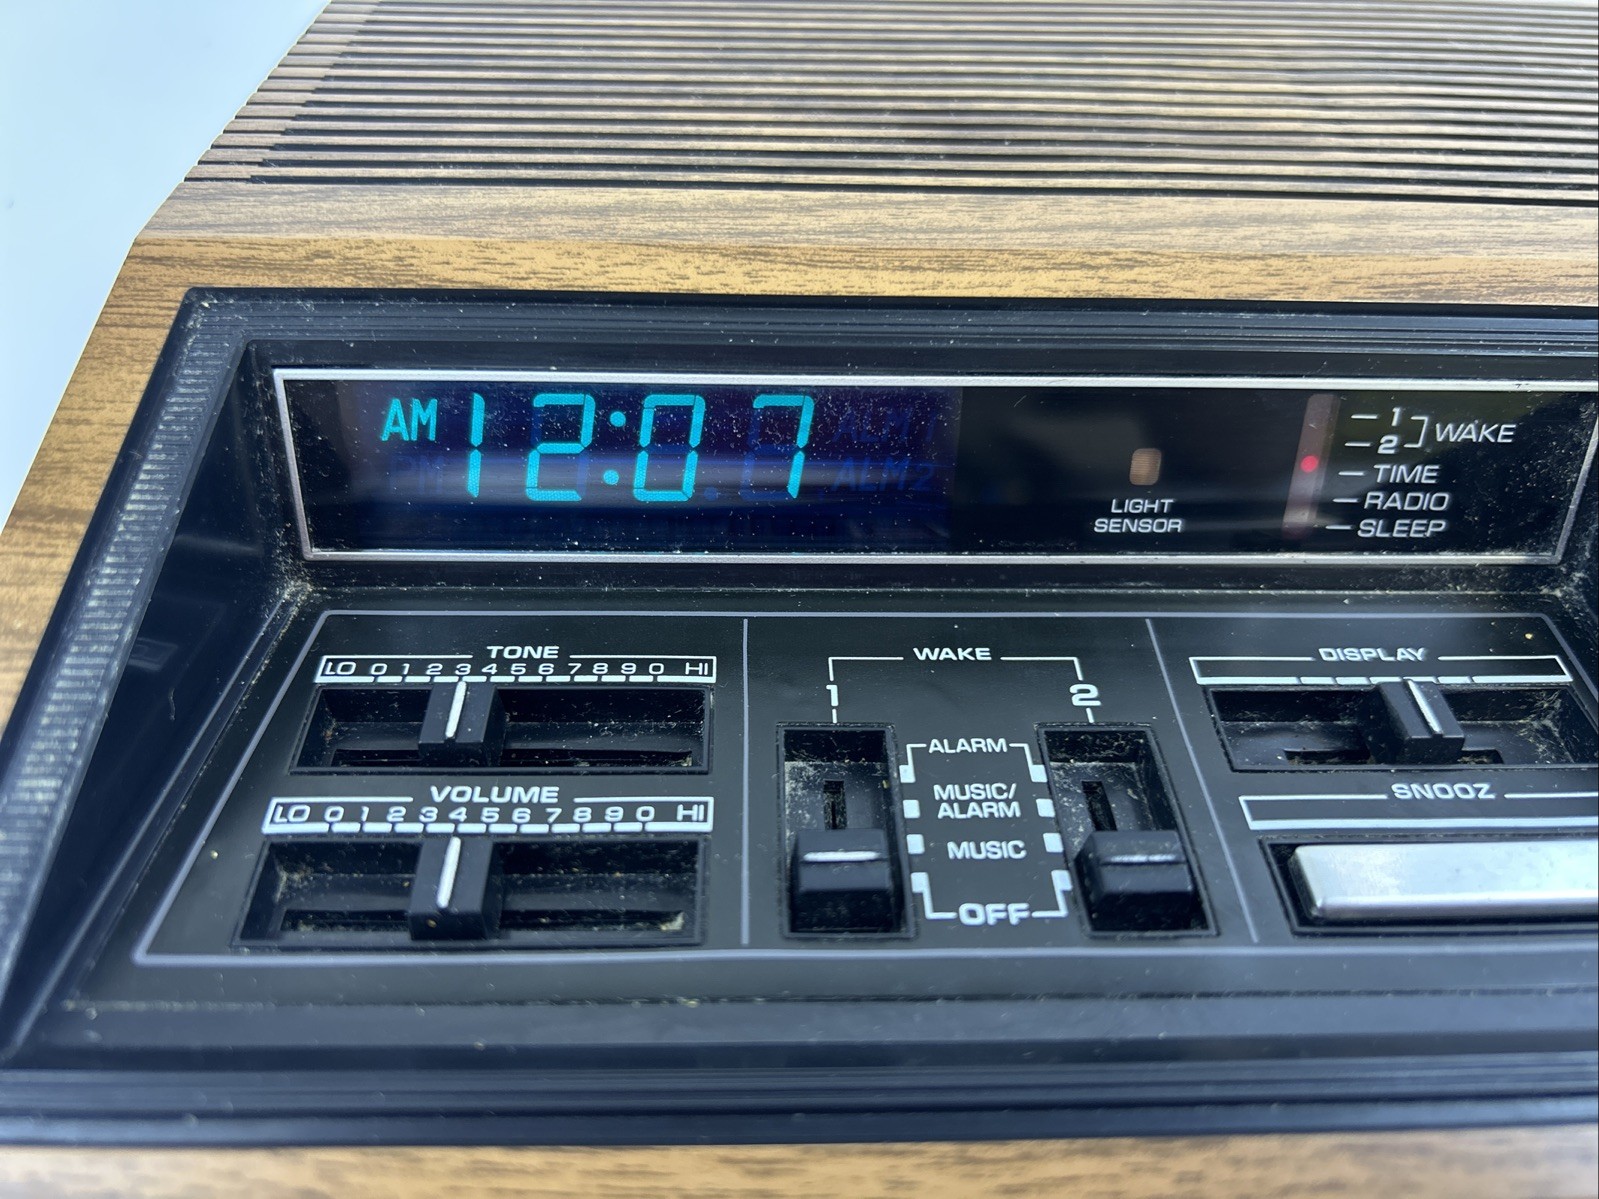 AM 12:07 ALM1
PM ALM2
1
2 WAKE
TIME
RADIO
SLEEP
LIGHT
SENSOR
TONE
LO 0 1 2 3 4 5 6 7 8 9 0 HI
VOLUME
LO 0 1 2 3 4 5 6 7 8 9 0 HI
WAKE
1 2
ALARM
MUSIC/
ALARM
MUSIC
OFF
DISPLAY
SNOOZ